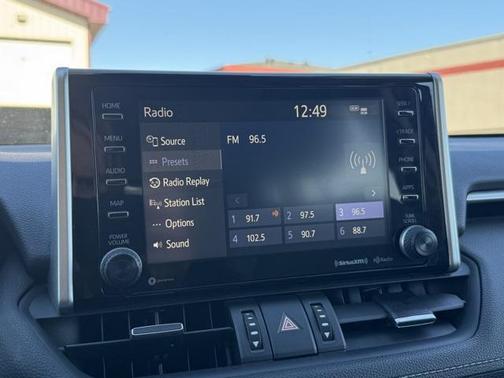 HOME
MENU
AUDIO
MAP
POWER
VOLUME
Radio 12:49
Source
Presets
Radio Replay
Station List
Options
Sound
FM 96.5
1 91.7 2 97.5 3 96.5
4 102.5 5 90.7 6 88.7
SiriusXM HD Radio
SEEK
TRACK
PHONE
APPS
TUNE
SCROLL